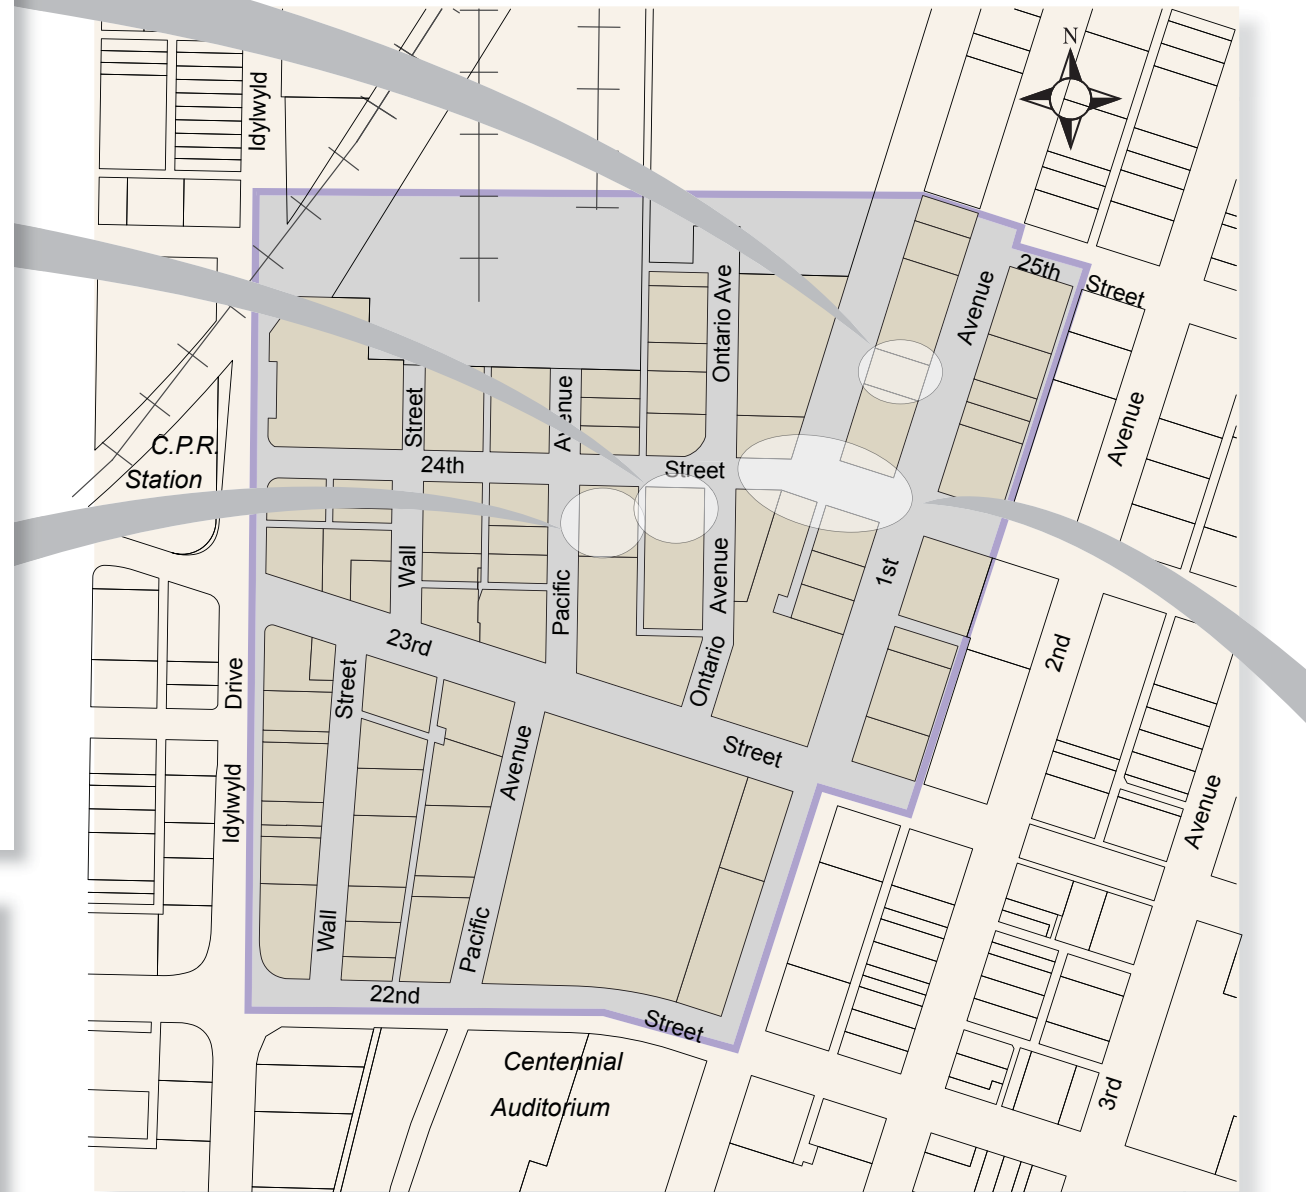 N
Idylwyld
25th
Street
Avenue
Ontario Ave
Avenue
Street
Avenue
C.P.R.
Station
24th
Street
Wall
Pacific
Avenue
1st
2nd
23rd
Street
Ontario
Drive
Street
Avenue
Idylwyld
Avenue
Wall
Pacific
22nd
Street
Centennial
Auditorium
3rd